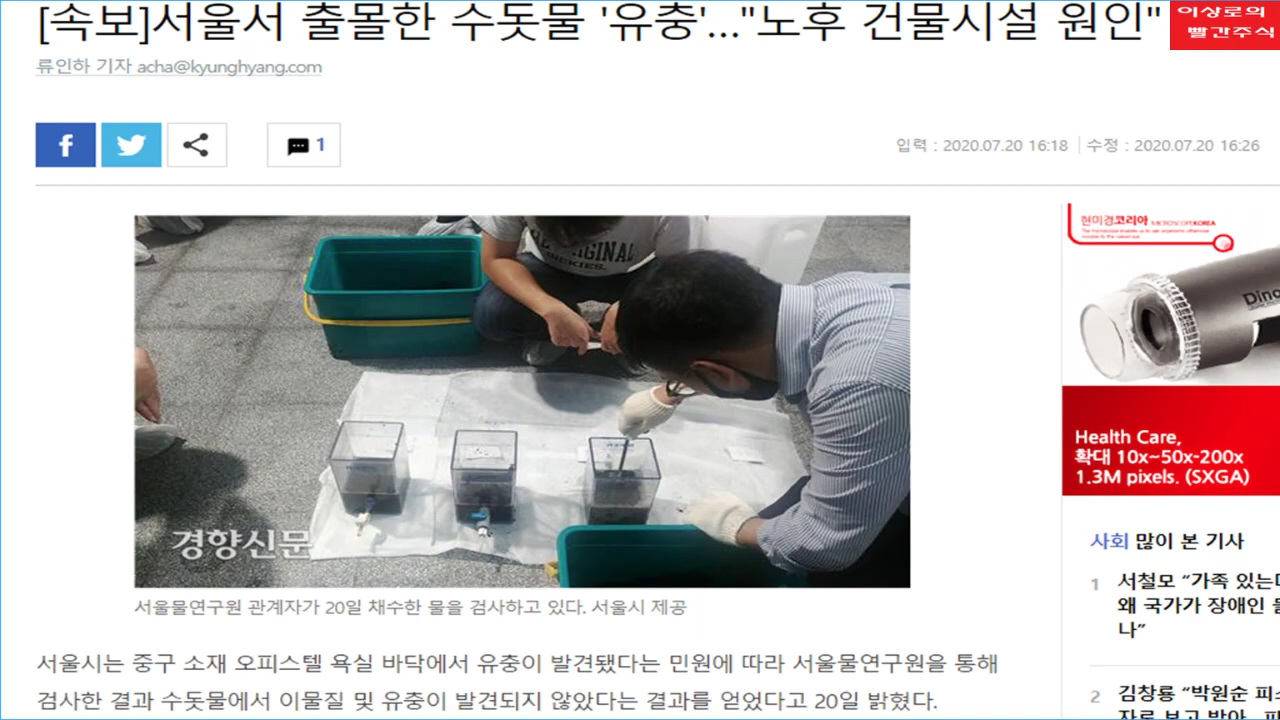 [속보]서울서 출몰한 수돗물 '유충'..."노후 건물시설 원인"
이상로의
빨간주식
류인하 기자 acha@kyunghyang.com
1
입력 : 2020.07.20 16:18 수정 : 2020.07.20 16:26
현미경코리아 MICROSCOPE KOREA
ORIGINAL
DICKIES.
Dino
경향신문
Health Care,
확대 10x~50x-200x
1.3M pixels. (SXGA)
사회 많이 본 기사
서울물연구원 관계자가 20일 채수한 물을 검사하고 있다. 서울시 제공
1 서철모 “가족 있는데
왜 국가가 장애인
나”
서울시는 중구 소재 오피스텔 욕실 바닥에서 유충이 발견됐다는 민원에 따라 서울물연구원을 통해
검사한 결과 수돗물에서 이물질 및 유충이 발견되지 않았다는 결과를 얻었다고 20일 밝혔다.
2 김창룡 “박원순 피소